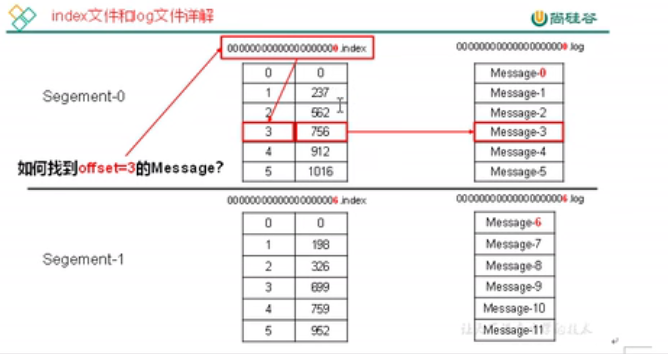 index文件和log文件详解
尚硅谷
00000000000000000000.index
00000000000000000000.log
Segement-0
0 0
1 237
2 562
3 756
4 912
5 1016
Message-0
Message-1
Message-2
Message-3
Message-4
Message-5
如何找到offset=3的Message?
00000000000000000006.index
00000000000000000006.log
Segement-1
0 0
1 198
2 326
3 699
4 759
5 952
Message-6
Message-7
Message-8
Message-9
Message-10
Message-11